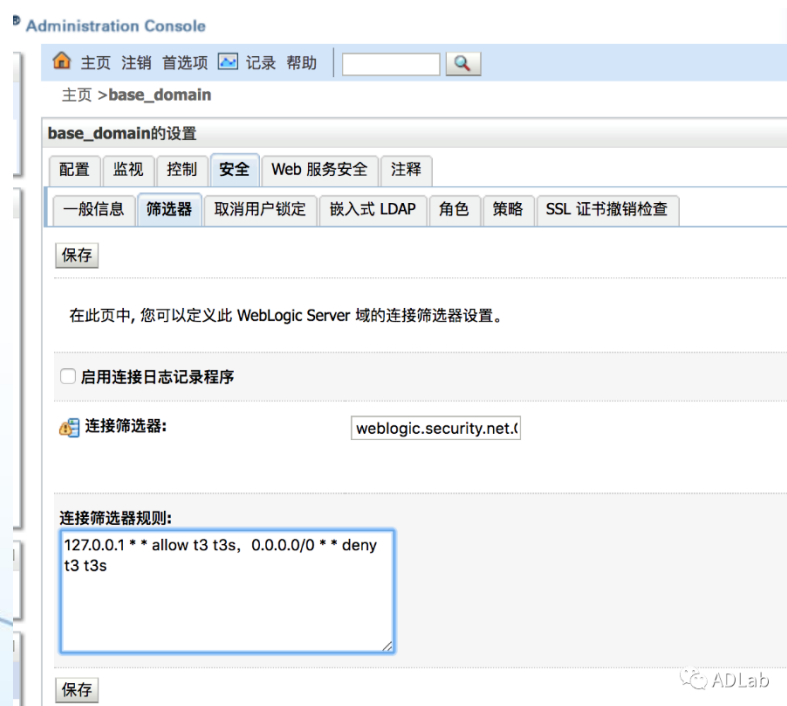 Administration Console
主页 注销 首选项 记录 帮助
主页 >base_domain
base_domain的设置
配置 监视 控制 安全 Web 服务安全 注释
一般信息 筛选器 取消用户锁定 嵌入式 LDAP 角色 策略 SSL 证书撤销检查
保存
在此页中, 您可以定义此 WebLogic Server 域的连接筛选器设置。
启用连接日志记录程序
连接筛选器: weblogic.security.net.
连接筛选器规则:
127.0.0.1 * * allow t3 t3s，0.0.0.0/0 * * deny
t3 t3s
保存
ADLab